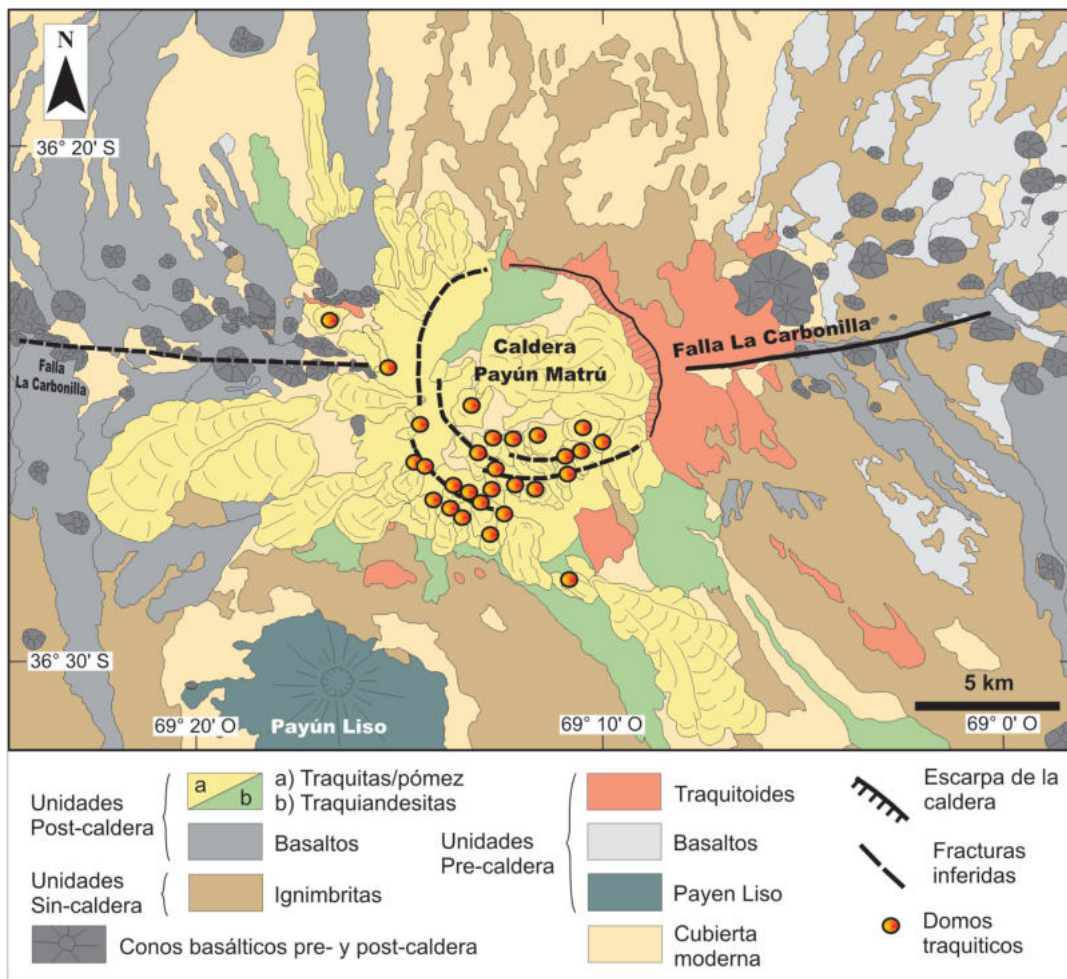 N
36° 20' S
Caldera
Payún Matrú
Falla La Carbonilla
Falla
La Carbonilla
36° 30' S
5 km
69° 20' O
Payún Liso
69° 10' O
69° 0' O
Unidades
Post-caldera
a
b
a) Traquitas/pómez
b) Traquiandesitas
Basaltos
Unidades
Sin-caldera
Ignimbritas
Conos basálticos pre- y post-caldera
Unidades
Pre-caldera
Traquitoides
Basaltos
Payen Liso
Cubierta
moderna
Escarpa de la
caldera
Fracturas
inferidas
Domos
traquiticos